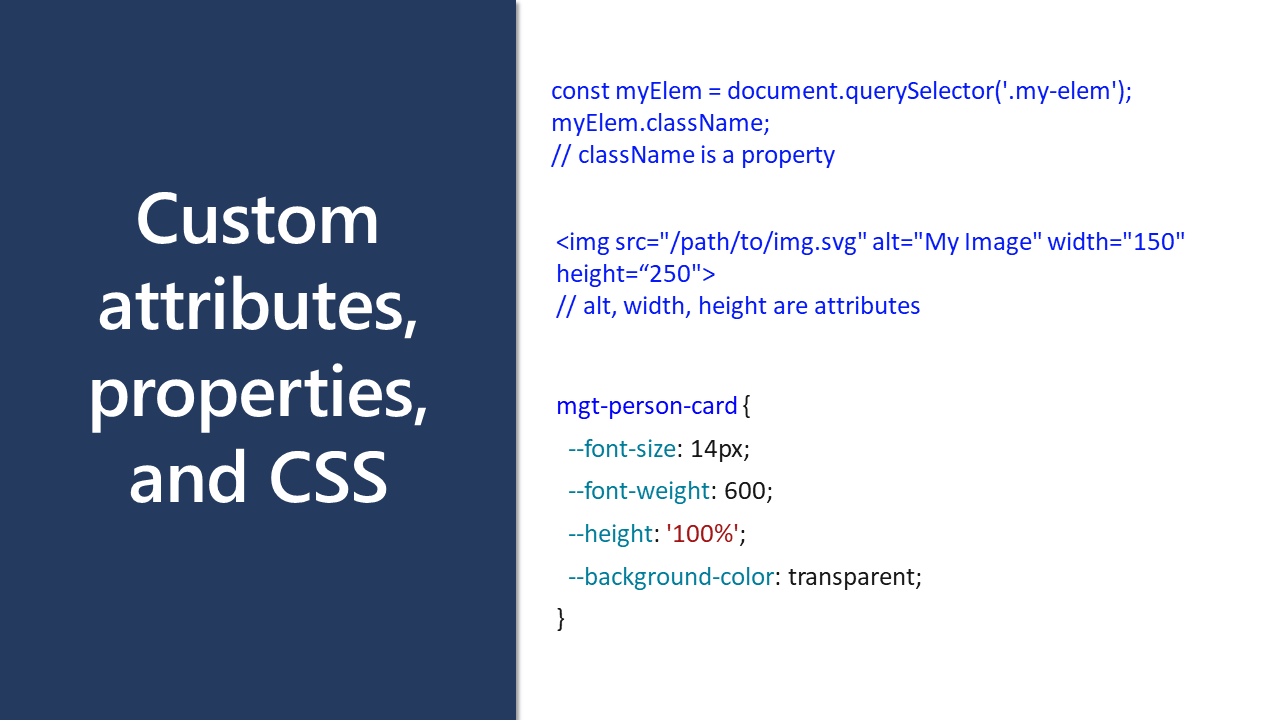 Custom
attributes,
properties,
and CSS
const myElem = document.querySelector('.my-elem');
myElem.className;
// className is a property
<img src="/path/to/img.svg" alt="My Image" width="150"
height=“250">
// alt, width, height are attributes
mgt-person-card {
--font-size: 14px;
--font-weight: 600;
--height: '100%';
--background-color: transparent;
}